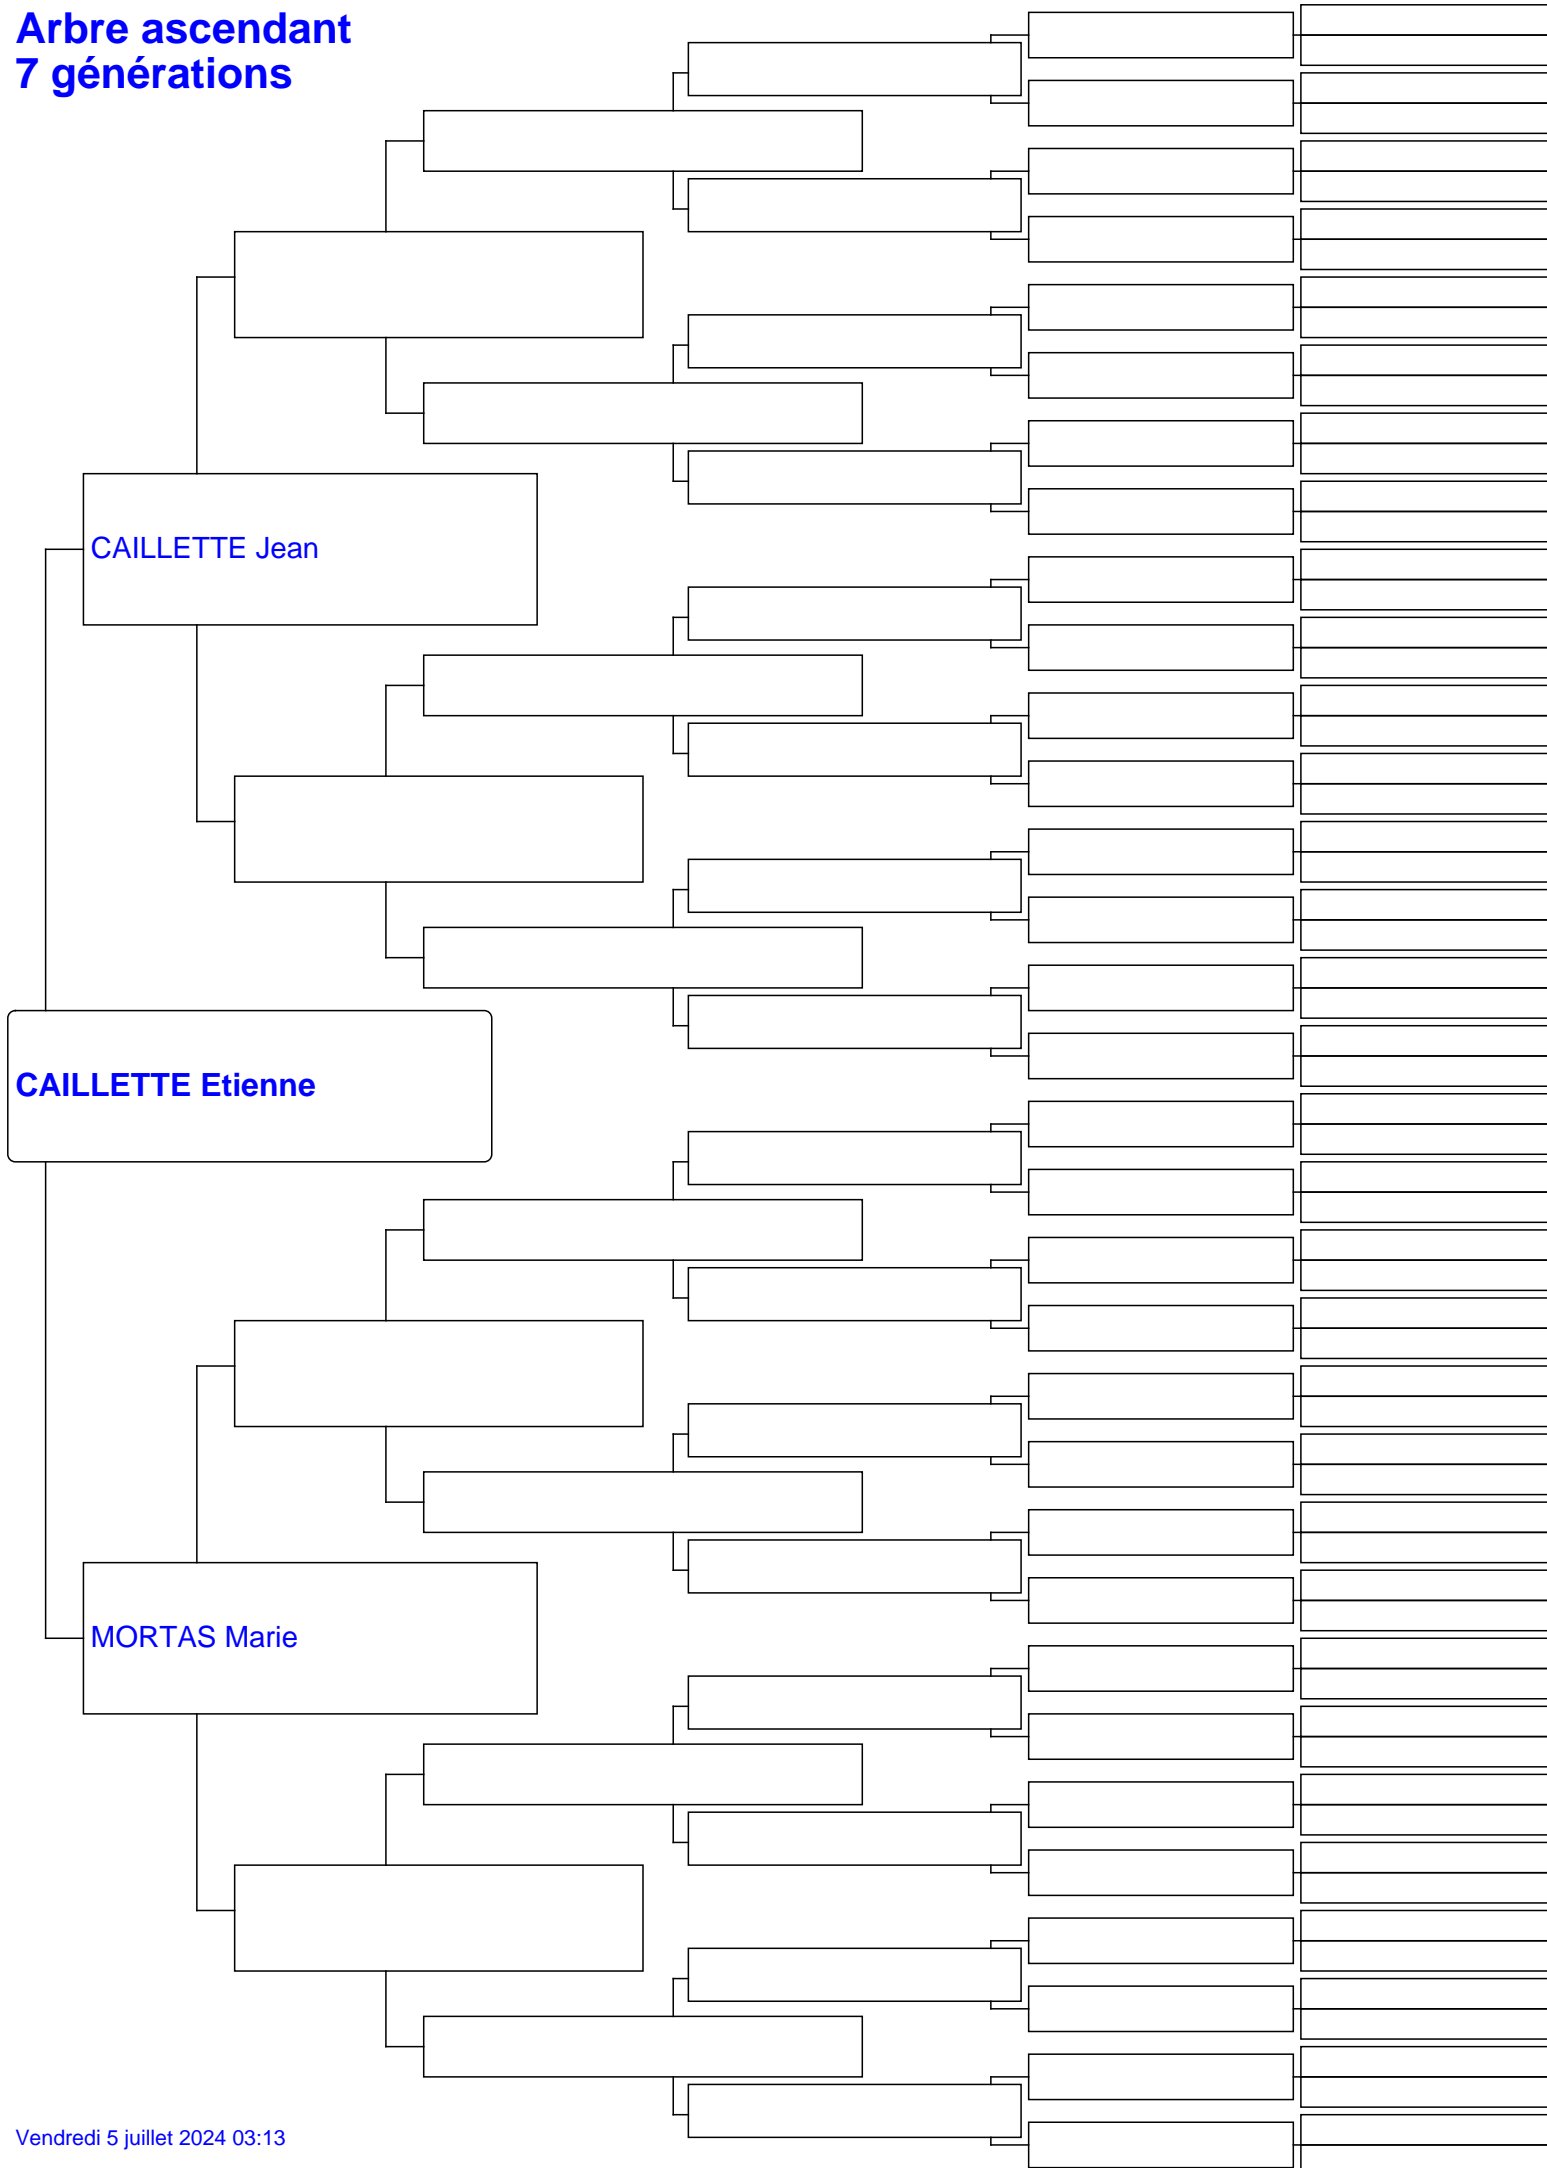 Arbre ascendant
7 générations
CAILLETTE Jean
CAILLETTE Etienne
MORTAS Marie
Vendredi 5 juillet 2024 03:13